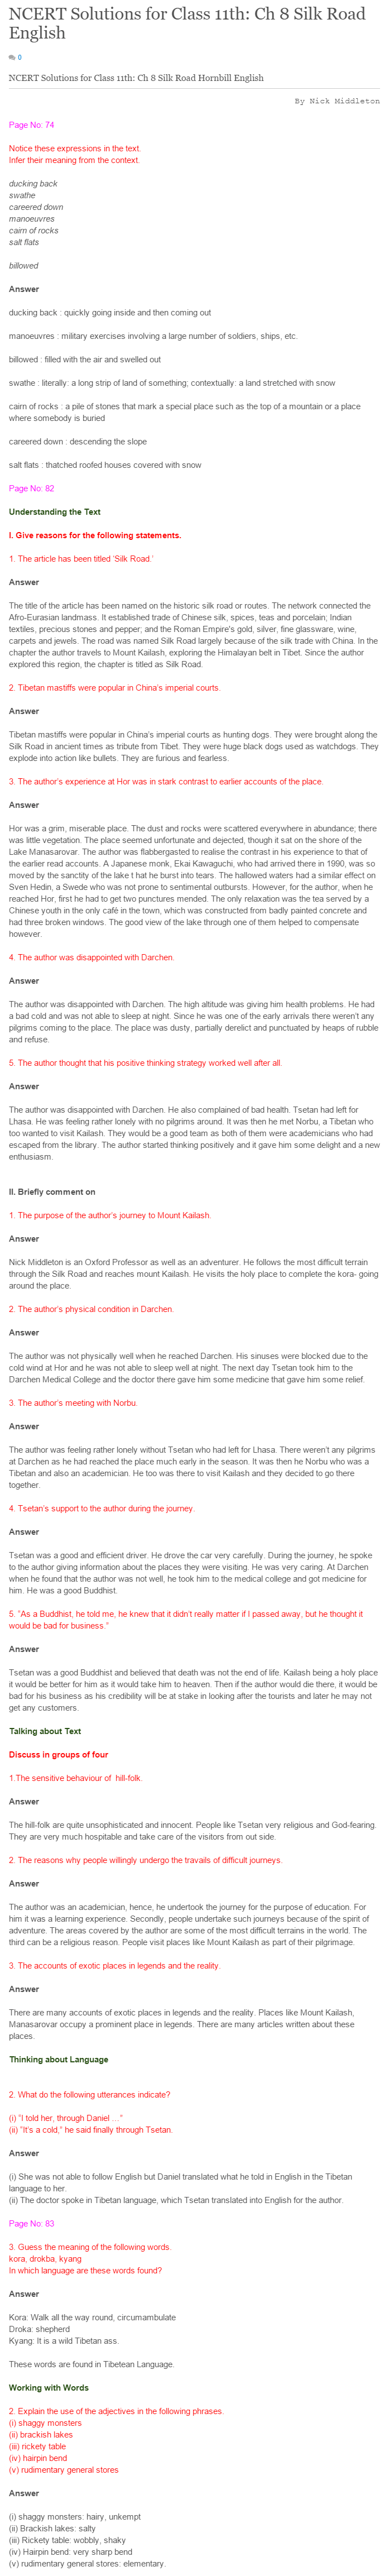 NCERT Solutions for Class 11th: Ch 8 Silk Road
English
0
NCERT Solutions for Class 11th: Ch 8 Silk Road Hornbill English
By Nick Middleton
Page No: 74
Notice these expressions in the text.
Infer their meaning from the context.
ducking back
swathe
careered down
manoeuvres
cairn of rocks
salt flats
billowed
Answer
ducking back : quickly going inside and then coming out
manoeuvres : military exercises involving a large number of soldiers, ships, etc.
billowed : filled with the air and swelled out
swathe : literally: a long strip of land of something; contextually: a land stretched with snow
cairn of rocks : a pile of stones that mark a special place such as the top of a mountain or a place
where somebody is buried
careered down : descending the slope
salt flats : thatched roofed houses covered with snow
Page No: 82
Understanding the Text
I. Give reasons for the following statements.
1. The article has been titled ‘Silk Road.’
Answer
The title of the article has been named on the historic silk road or routes. The network connected the
Afro-Eurasian landmass. It established trade of Chinese silk, spices, teas and porcelain; Indian
textiles, precious stones and pepper; and the Roman Empire's gold, silver, fine glassware, wine,
carpets and jewels. The road was named Silk Road largely because of the silk trade with China. In the
chapter the author travels to Mount Kailash, exploring the Himalayan belt in Tibet. Since the author
explored this region, the chapter is titled as Silk Road.
2. Tibetan mastiffs were popular in China’s imperial courts.
Answer
Tibetan mastiffs were popular in China’s imperial courts as hunting dogs. They were brought along the
Silk Road in ancient times as tribute from Tibet. They were huge black dogs used as watchdogs. They
explode into action like bullets. They are furious and fearless.
3. The author’s experience at Hor was in stark contrast to earlier accounts of the place.
Answer
Hor was a grim, miserable place. The dust and rocks were scattered everywhere in abundance; there
was little vegetation. The place seemed unfortunate and dejected, though it sat on the shore of the
Lake Manasarovar. The author was flabbergasted to realise the contrast in his experience to that of
the earlier read accounts. A Japanese monk, Ekai Kawaguchi, who had arrived there in 1990, was so
moved by the sanctity of the lake t hat he burst into tears. The hallowed waters had a similar effect on
Sven Hedin, a Swede who was not prone to sentimental outbursts. However, for the author, when he
reached Hor, first he had to get two punctures mended. The only relaxation was the tea served by a
Chinese youth in the only café in the town, which was constructed from badly painted concrete and
had three broken windows. The good view of the lake through one of them helped to compensate
however.
4. The author was disappointed with Darchen.
Answer
The author was disappointed with Darchen. The high altitude was giving him health problems. He had
a bad cold and was not able to sleep at night. Since he was one of the early arrivals there weren’t any
pilgrims coming to the place. The place was dusty, partially derelict and punctuated by heaps of rubble
and refuse.
5. The author thought that his positive thinking strategy worked well after all.
Answer
The author was disappointed with Darchen. He also complained of bad health. Tsetan had left for
Lhasa. He was feeling rather lonely with no pilgrims around. It was then he met Norbu, a Tibetan who
too wanted to visit Kailash. They would be a good team as both of them were academicians who had
escaped from the library. The author started thinking positively and it gave him some delight and a new
enthusiasm.
II. Briefly comment on
1. The purpose of the author’s journey to Mount Kailash.
Answer
Nick Middleton is an Oxford Professor as well as an adventurer. He follows the most difficult terrain
through the Silk Road and reaches mount Kailash. He visits the holy place to complete the kora- going
around the place.
2. The author’s physical condition in Darchen.
Answer
The author was not physically well when he reached Darchen. His sinuses were blocked due to the
cold wind at Hor and he was not able to sleep well at night. The next day Tsetan took him to the
Darchen Medical College and the doctor there gave him some medicine that gave him some relief.
3. The author’s meeting with Norbu.
Answer
The author was feeling rather lonely without Tsetan who had left for Lhasa. There weren’t any pilgrims
at Darchen as he had reached the place much early in the season. It was then he Norbu who was a
Tibetan and also an academician. He too was there to visit Kailash and they decided to go there
together.
4. Tsetan’s support to the author during the journey.
Answer
Tsetan was a good and efficient driver. He drove the car very carefully. During the journey, he spoke
to the author giving information about the places they were visiting. He was very caring. At Darchen
when he found that the author was not well, he took him to the medical college and got medicine for
him. He was a good Buddhist.
5. “As a Buddhist, he told me, he knew that it didn’t really matter if I passed away, but he thought it
would be bad for business.”
Answer
Tsetan was a good Buddhist and believed that death was not the end of life. Kailash being a holy place
it would be better for him as it would take him to heaven. Then if the author would die there, it would be
bad for his business as his credibility will be at stake in looking after the tourists and later he may not
get any customers.
Talking about Text
Discuss in groups of four
1.The sensitive behaviour of hill-folk.
Answer
The hill-folk are quite unsophisticated and innocent. People like Tsetan very religious and God-fearing.
They are very much hospitable and take care of the visitors from out side.
2. The reasons why people willingly undergo the travails of difficult journeys.
Answer
The author was an academician, hence, he undertook the journey for the purpose of education. For
him it was a learning experience. Secondly, people undertake such journeys because of the spirit of
adventure. The areas covered by the author are some of the most difficult terrains in the world. The
third can be a religious reason. People visit places like Mount Kailash as part of their pilgrimage.
3. The accounts of exotic places in legends and the reality.
Answer
There are many accounts of exotic places in legends and the reality. Places like Mount Kailash,
Manasarovar occupy a prominent place in legends. There are many articles written about these
places.
Thinking about Language
2. What do the following utterances indicate?
(i) “I told her, through Daniel …”
(ii) “It’s a cold,” he said finally through Tsetan.
Answer
(i) She was not able to follow English but Daniel translated what he told in English in the Tibetan
language to her.
(ii) The doctor spoke in Tibetan language, which Tsetan translated into English for the author.
Page No: 83
3. Guess the meaning of the following words.
kora, drokba, kyang
In which language are these words found?
Answer
Kora: Walk all the way round, circumambulate
Droka: shepherd
Kyang: It is a wild Tibetan ass.
These words are found in Tibetean Language.
Working with Words
2. Explain the use of the adjectives in the following phrases.
(i) shaggy monsters
(ii) brackish lakes
(iii) rickety table
(iv) hairpin bend
(v) rudimentary general stores
Answer
(i) shaggy monsters: hairy, unkempt
(ii) Brackish lakes: salty
(iii) Rickety table: wobbly, shaky
(iv) Hairpin bend: very sharp bend
(v) rudimentary general stores: elementary.